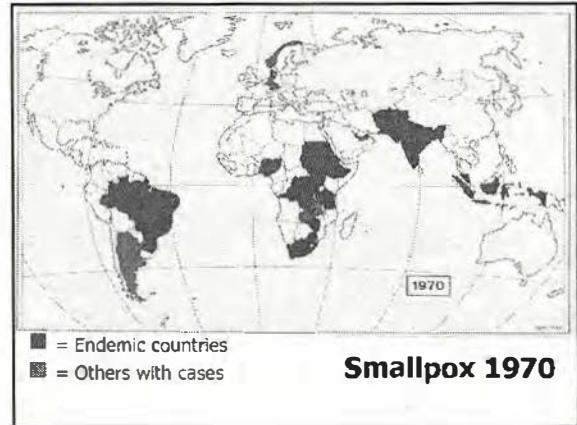 1970
= Endemic countries
= Others with cases
Smallpox 1970